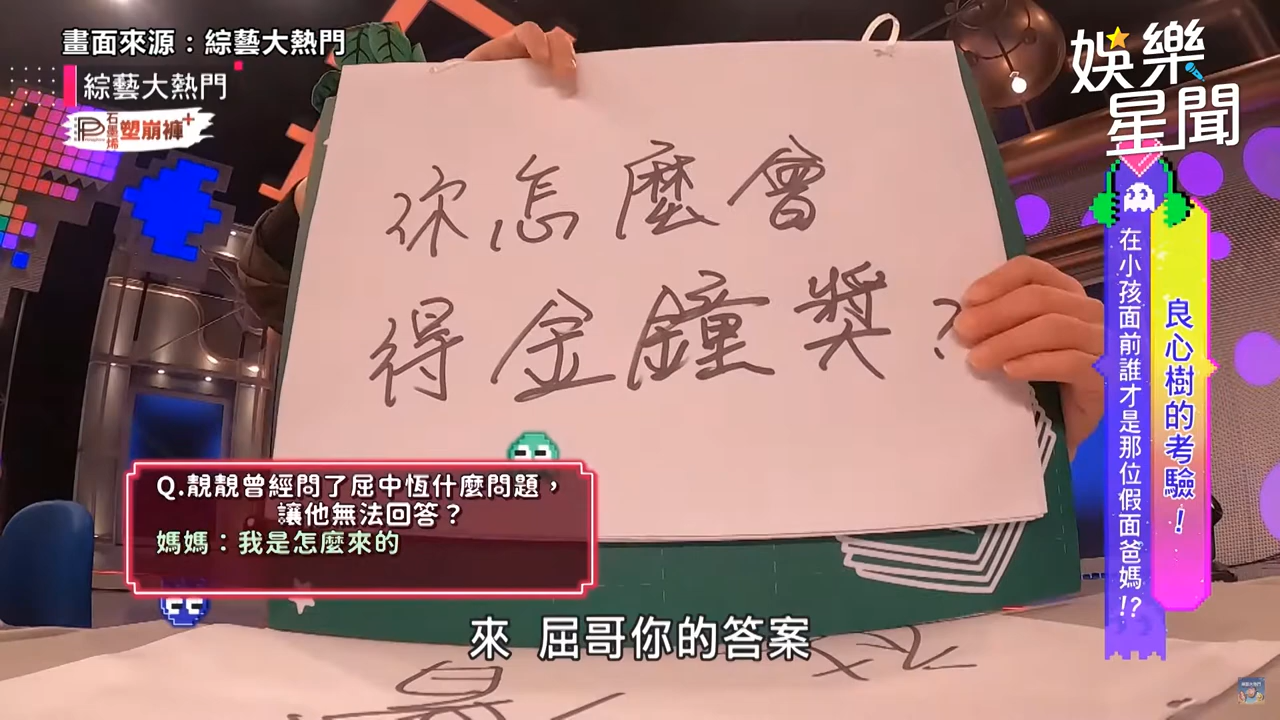 畫面來源：綜藝大熱門
綜藝大熱門
石墨烯
塑崩褲+
娛樂
星聞
你怎麼會
得金鐘獎?
良心樹的考驗！
在小孩面前誰才是那位假面爸媽!?
Q.靚靚曾經問了屈中恆什麼問題，
讓他無法回答？
媽媽：我是怎麼來的
來 屈哥你的答案